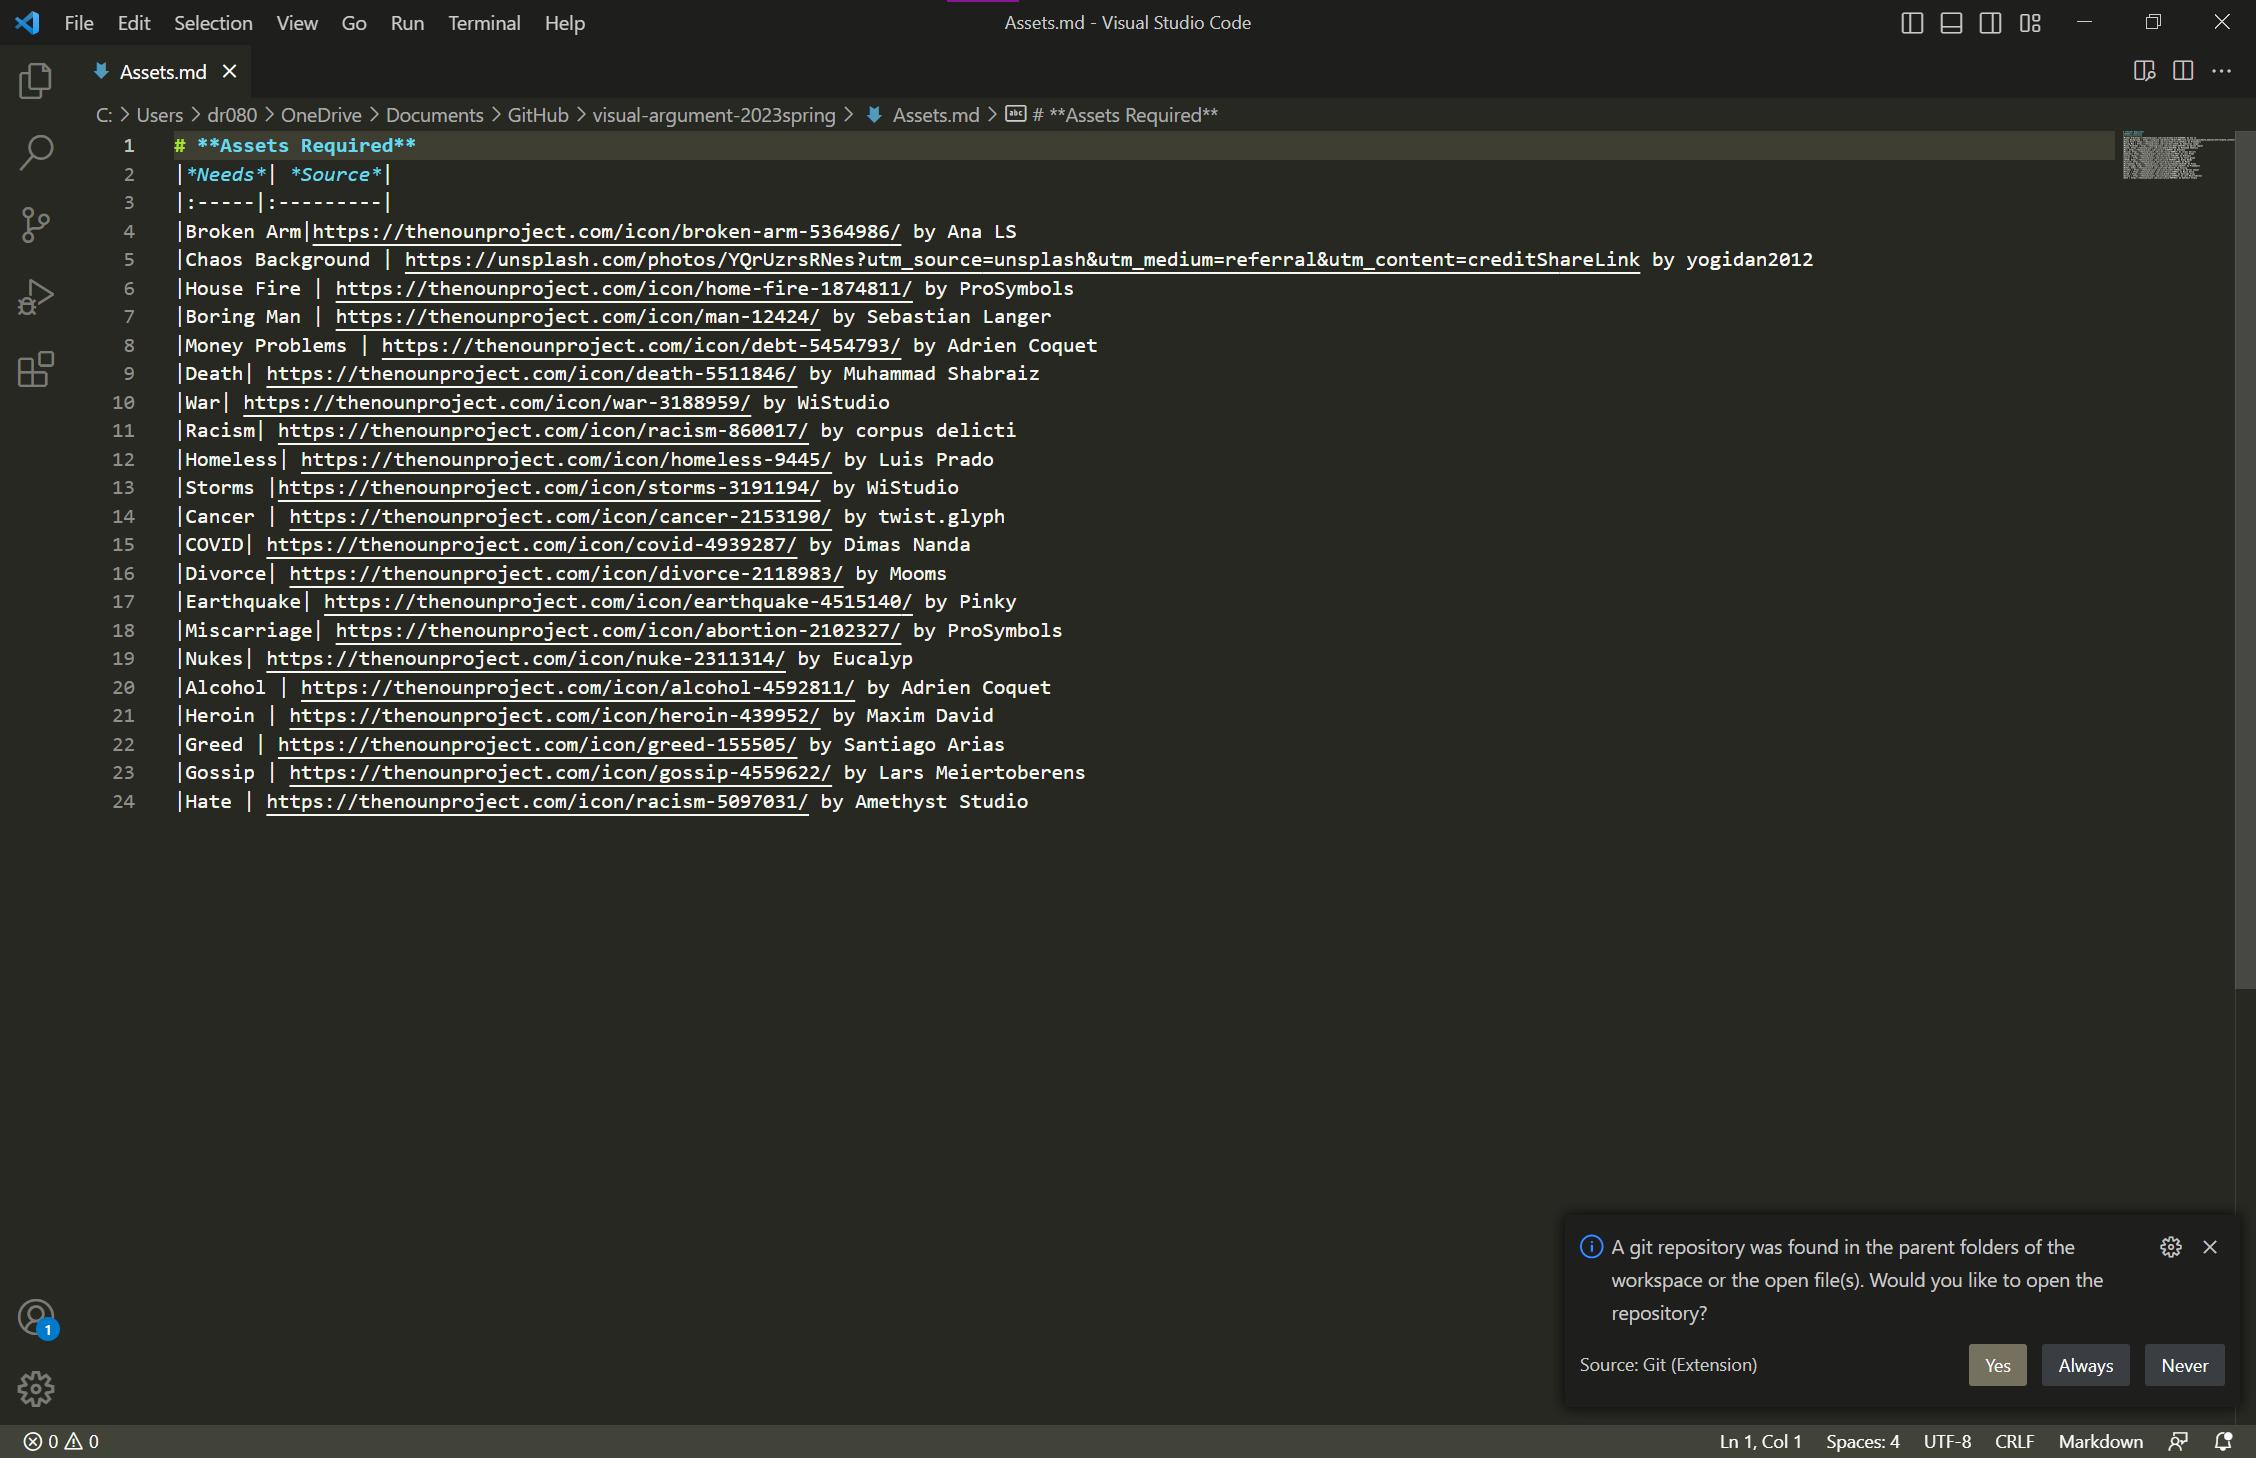 File Edit Selection View Go Run Terminal Help
Assets.md - Visual Studio Code
Assets.md
C: > Users > dr080 > OneDrive > Documents > GitHub > visual-argument-2023spring > Assets.md > abc # **Assets Required**
1 # **Assets Required**
2 |*Needs*| *Source*|
3 |:-----|:---------|
4 |Broken Arm|https://thenounproject.com/icon/broken-arm-5364986/ by Ana LS
5 |Chaos Background | https://unsplash.com/photos/YQrUzrsRNes?utm_source=unsplash&utm_medium=referral&utm_content=creditShareLink by yogidan2012
6 |House Fire | https://thenounproject.com/icon/home-fire-1874811/ by ProSymbols
7 |Boring Man | https://thenounproject.com/icon/man-12424/ by Sebastian Langer
8 |Money Problems | https://thenounproject.com/icon/debt-5454793/ by Adrien Coquet
9 |Death| https://thenounproject.com/icon/death-5511846/ by Muhammad Shabraiz
10 |War| https://thenounproject.com/icon/war-3188959/ by WiStudio
11 |Racism| https://thenounproject.com/icon/racism-860017/ by corpus delicti
12 |Homeless| https://thenounproject.com/icon/homeless-9445/ by Luis Prado
13 |Storms |https://thenounproject.com/icon/storms-3191194/ by WiStudio
14 |Cancer | https://thenounproject.com/icon/cancer-2153190/ by twist.glyph
15 |COVID| https://thenounproject.com/icon/covid-4939287/ by Dimas Nanda
16 |Divorce| https://thenounproject.com/icon/divorce-2118983/ by Mooms
17 |Earthquake| https://thenounproject.com/icon/earthquake-4515140/ by Pinky
18 |Miscarriage| https://thenounproject.com/icon/abortion-2102327/ by ProSymbols
19 |Nukes| https://thenounproject.com/icon/nuke-2311314/ by Eucalyp
20 |Alcohol | https://thenounproject.com/icon/alcohol-4592811/ by Adrien Coquet
21 |Heroin | https://thenounproject.com/icon/heroin-439952/ by Maxim David
22 |Greed | https://thenounproject.com/icon/greed-155505/ by Santiago Arias
23 |Gossip | https://thenounproject.com/icon/gossip-4559622/ by Lars Meiertoberens
24 |Hate | https://thenounproject.com/icon/racism-5097031/ by Amethyst Studio
A git repository was found in the parent folders of the
workspace or the open file(s). Would you like to open the
repository?
Source: Git (Extension)
Yes Always Never
1
0 0
Ln 1, Col 1 Spaces: 4 UTF-8 CRLF Markdown